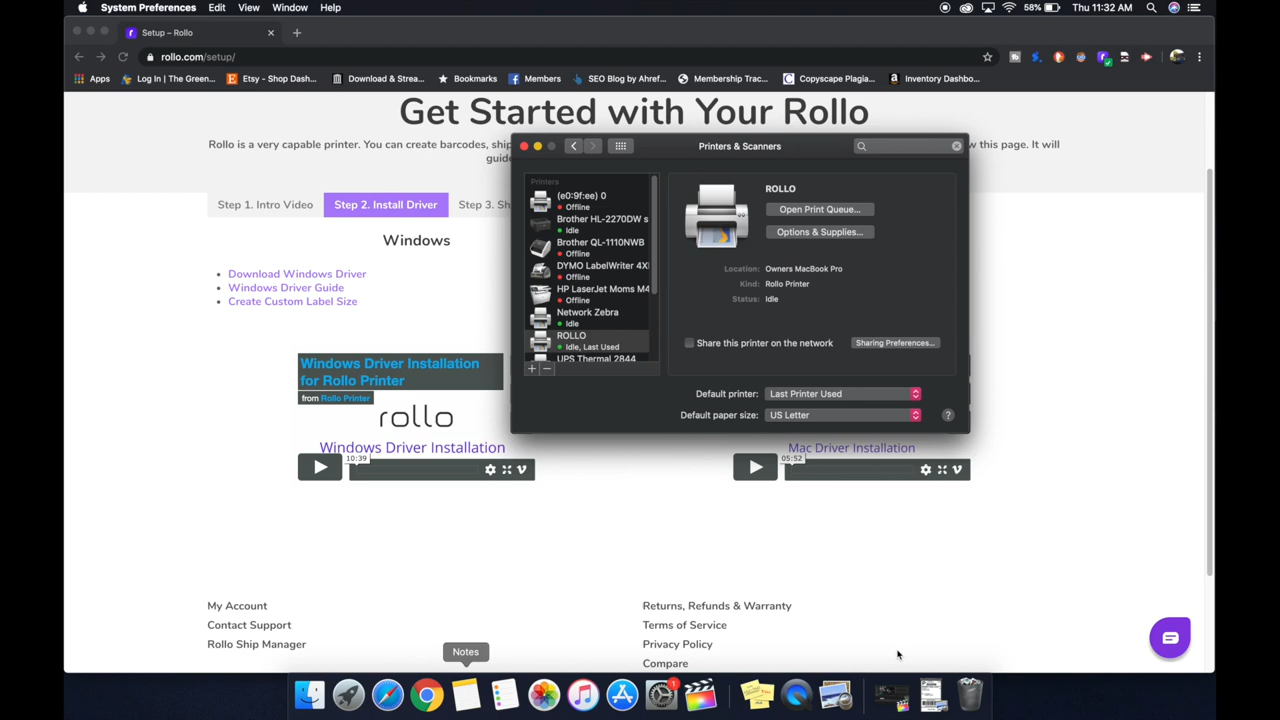 System Preferences Edit View Window Help 58% Thu 11:32 AM
Setup – Rollo
rollo.com/setup/
Apps Log In | The Green... Etsy - Shop Dash... Download & Strea... Bookmarks Members SEO Blog by Ahref... Membership Trac... Copyscape Plagia... Inventory Dashbo...
Get Started with Your Rollo
Rollo is a very capable printer. You can create barcodes, ship
w this page. It will
guide
Step 1. Intro Video Step 2. Install Driver Step 3. Sh
Windows
Download Windows Driver
Windows Driver Guide
Create Custom Label Size
Windows Driver Installation
for Rollo Printer
from Rollo Printer
rollo
Windows Driver Installation
10:39
Printers & Scanners
Printers
(e0:9f:ee) 0
Offline
Brother HL-2270DW s
Idle
Brother QL-1110NWB
Offline
DYMO LabelWriter 4X
Offline
HP LaserJet Moms M4
Offline
Network Zebra
Idle
ROLLO
Idle, Last Used
UPS Thermal 2844
+ −
ROLLO
Open Print Queue...
Options & Supplies...
Location: Owners MacBook Pro
Kind: Rollo Printer
Status: Idle
Share this printer on the network Sharing Preferences...
Default printer: Last Printer Used
Default paper size: US Letter ?
Mac Driver Installation
05:52
My Account
Contact Support
Rollo Ship Manager
Returns, Refunds & Warranty
Terms of Service
Privacy Policy
Compare
Notes
1